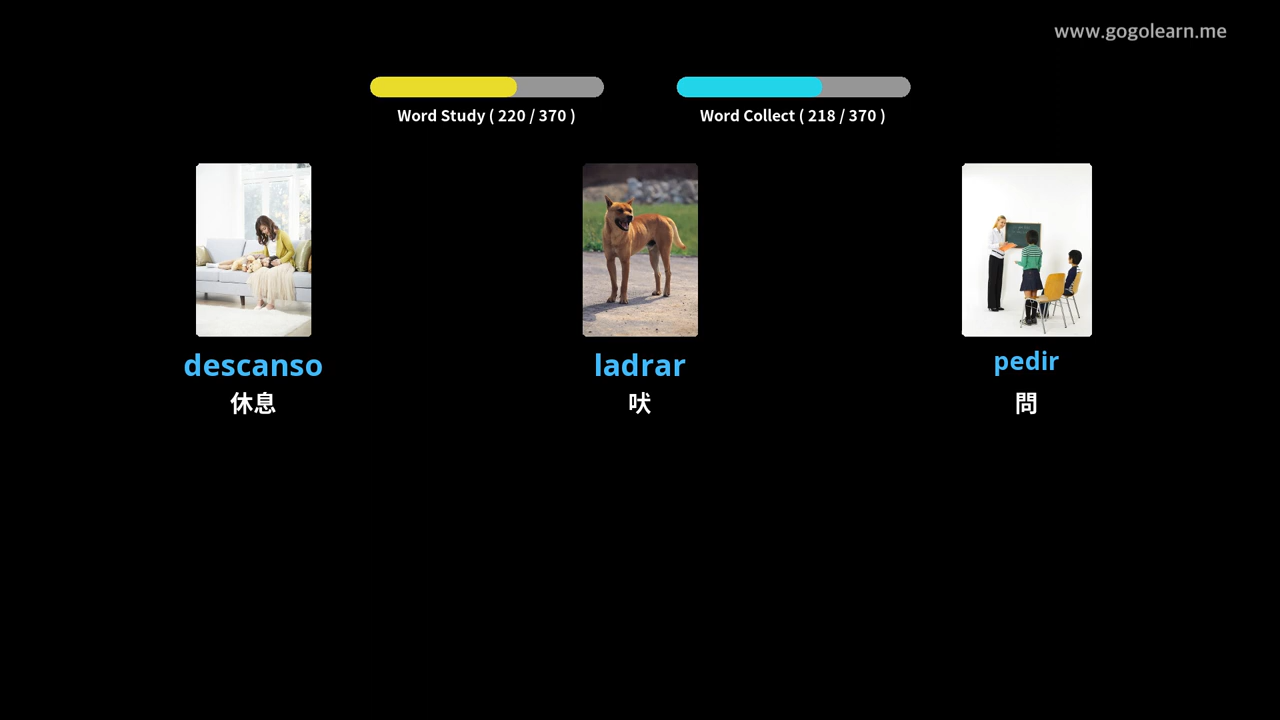 www.gogolearn.me
Word Study ( 220 / 370 )
Word Collect ( 218 / 370 )
descanso
休息
ladrar
吠
pedir
問